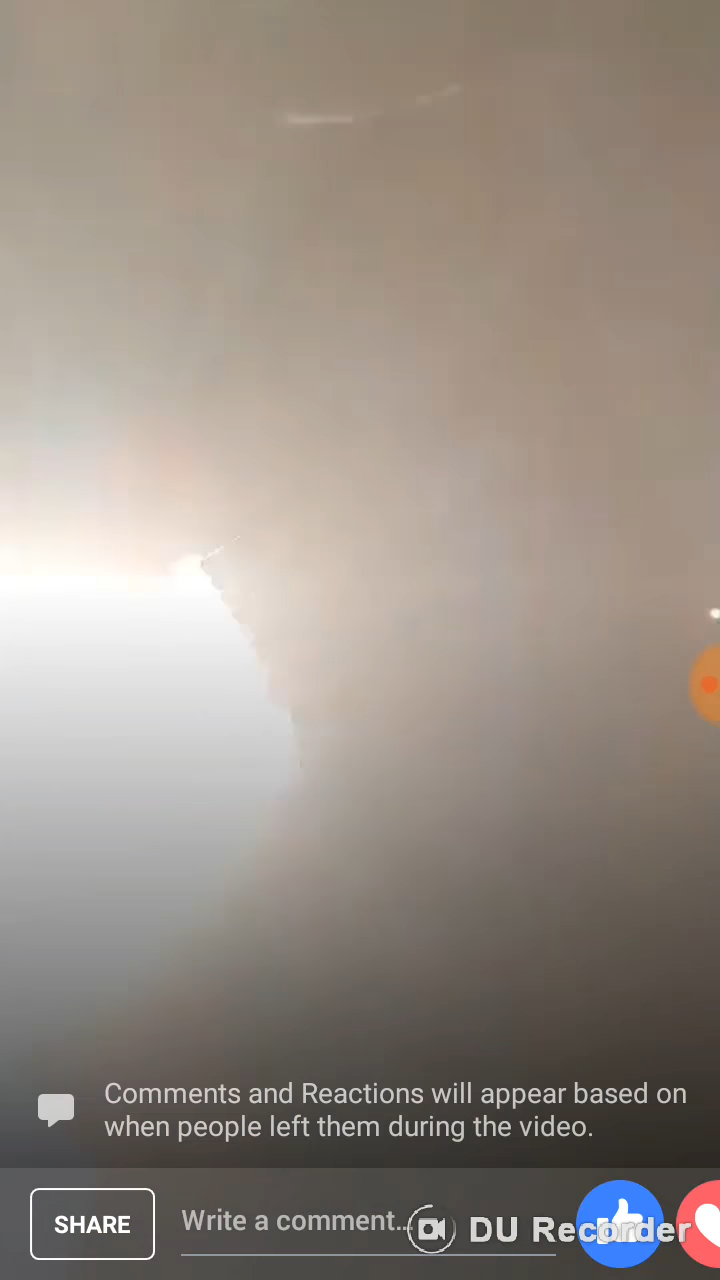 Comments and Reactions will appear based on
when people left them during the video.
SHARE
Write a comment...
DU Recorder